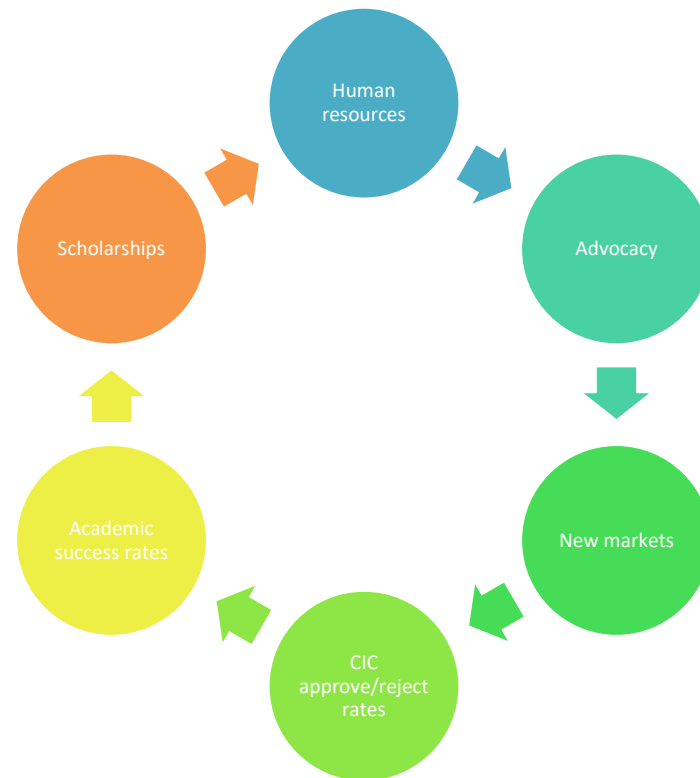 Human
resources
Advocacy
New markets
CIC
approve/reject
rates
Academic
success rates
Scholarships